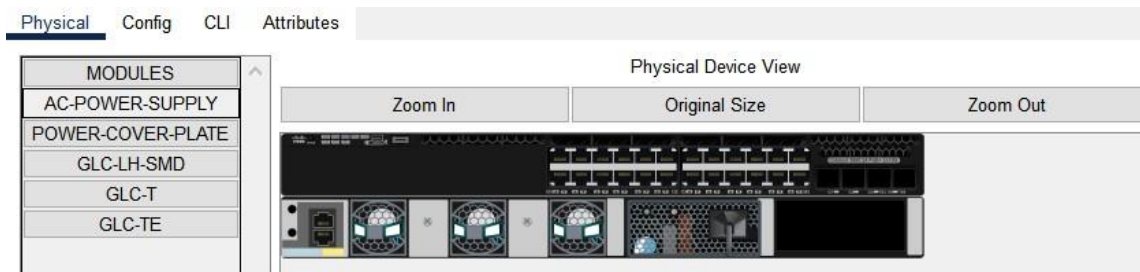 Physical Config CLI Attributes
MODULES
AC-POWER-SUPPLY
POWER-COVER-PLATE
GLC-LH-SMD
GLC-T
GLC-TE
Physical Device View
Zoom In Original Size Zoom Out